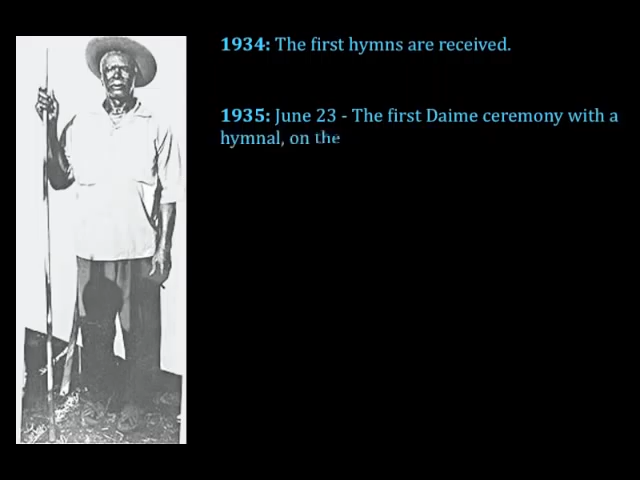 1934: The first hymns are received.
1935: June 23 - The first Daime ceremony with a
hymnal, on the